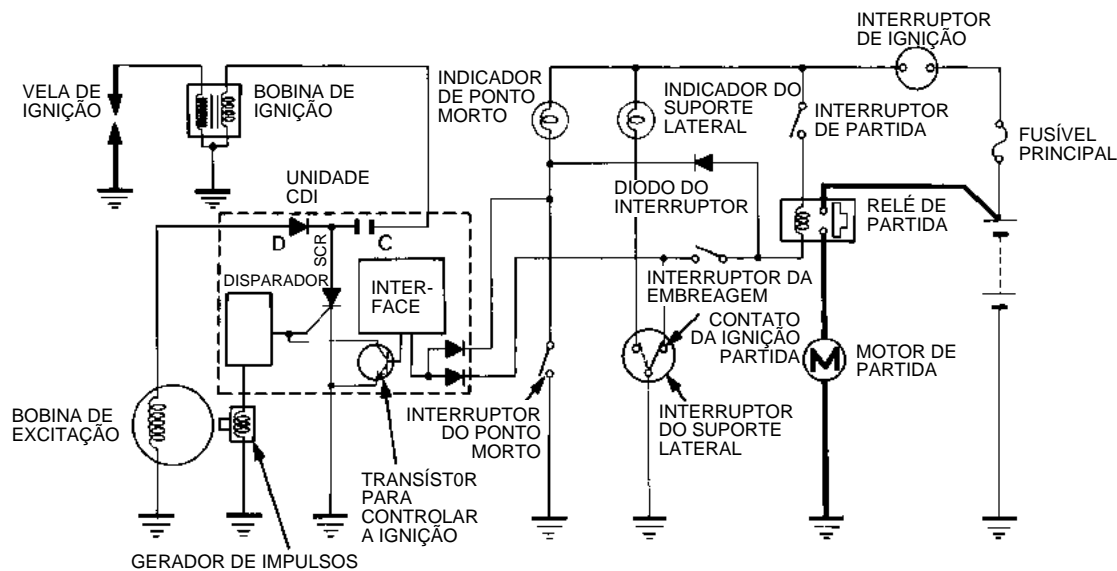 INTERRUPTOR
DE IGNIÇÃO
VELA DE
IGNIÇÃO
BOBINA DE
IGNIÇÃO
INDICADOR
DE PONTO
MORTO
INDICADOR DO
SUPORTE
LATERAL
INTERRUPTOR
DE PARTIDA
FUSÍVEL
PRINCIPAL
UNIDADE
CDI
DIODO DO
INTERRUPTOR
RELÉ DE
PARTIDA
D
C
SCR
DISPARADOR
INTER-
FACE
INTERRUPTOR DA
EMBREAGEM
CONTATO
DA IGNIÇÃO
PARTIDA
M
MOTOR DE
PARTIDA
BOBINA DE
EXCITAÇÃO
INTERRUPTOR
DO PONTO
MORTO
INTERRUPTOR
DO SUPORTE
LATERAL
TRANSÍST0R
PARA
CONTROLAR
A IGNIÇÃO
GERADOR DE IMPULSOS